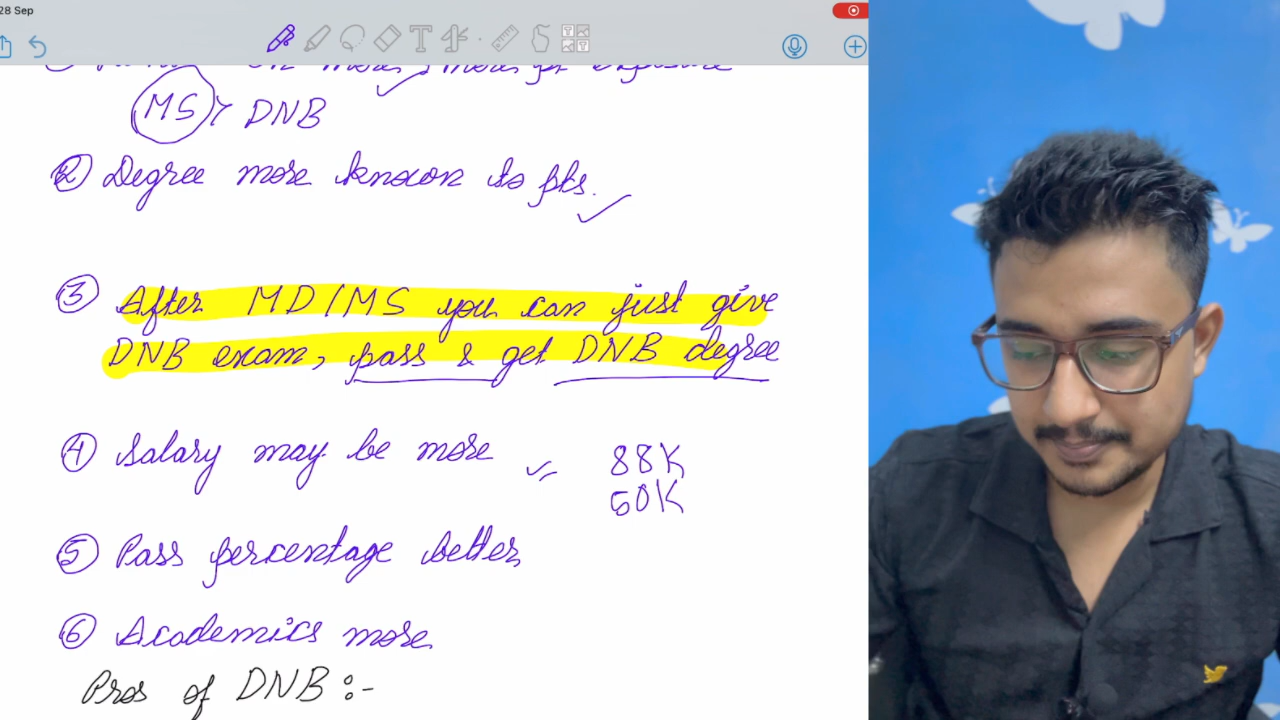 28 Sep
MS > DNB
② Degree more known to pts.
③ After MD/MS you can just give
DNB exam, pass & get DNB degree
④ Salary may be more 88K
50K
⑤ Pass percentage better
⑥ Academics more
Pros of DNB :-